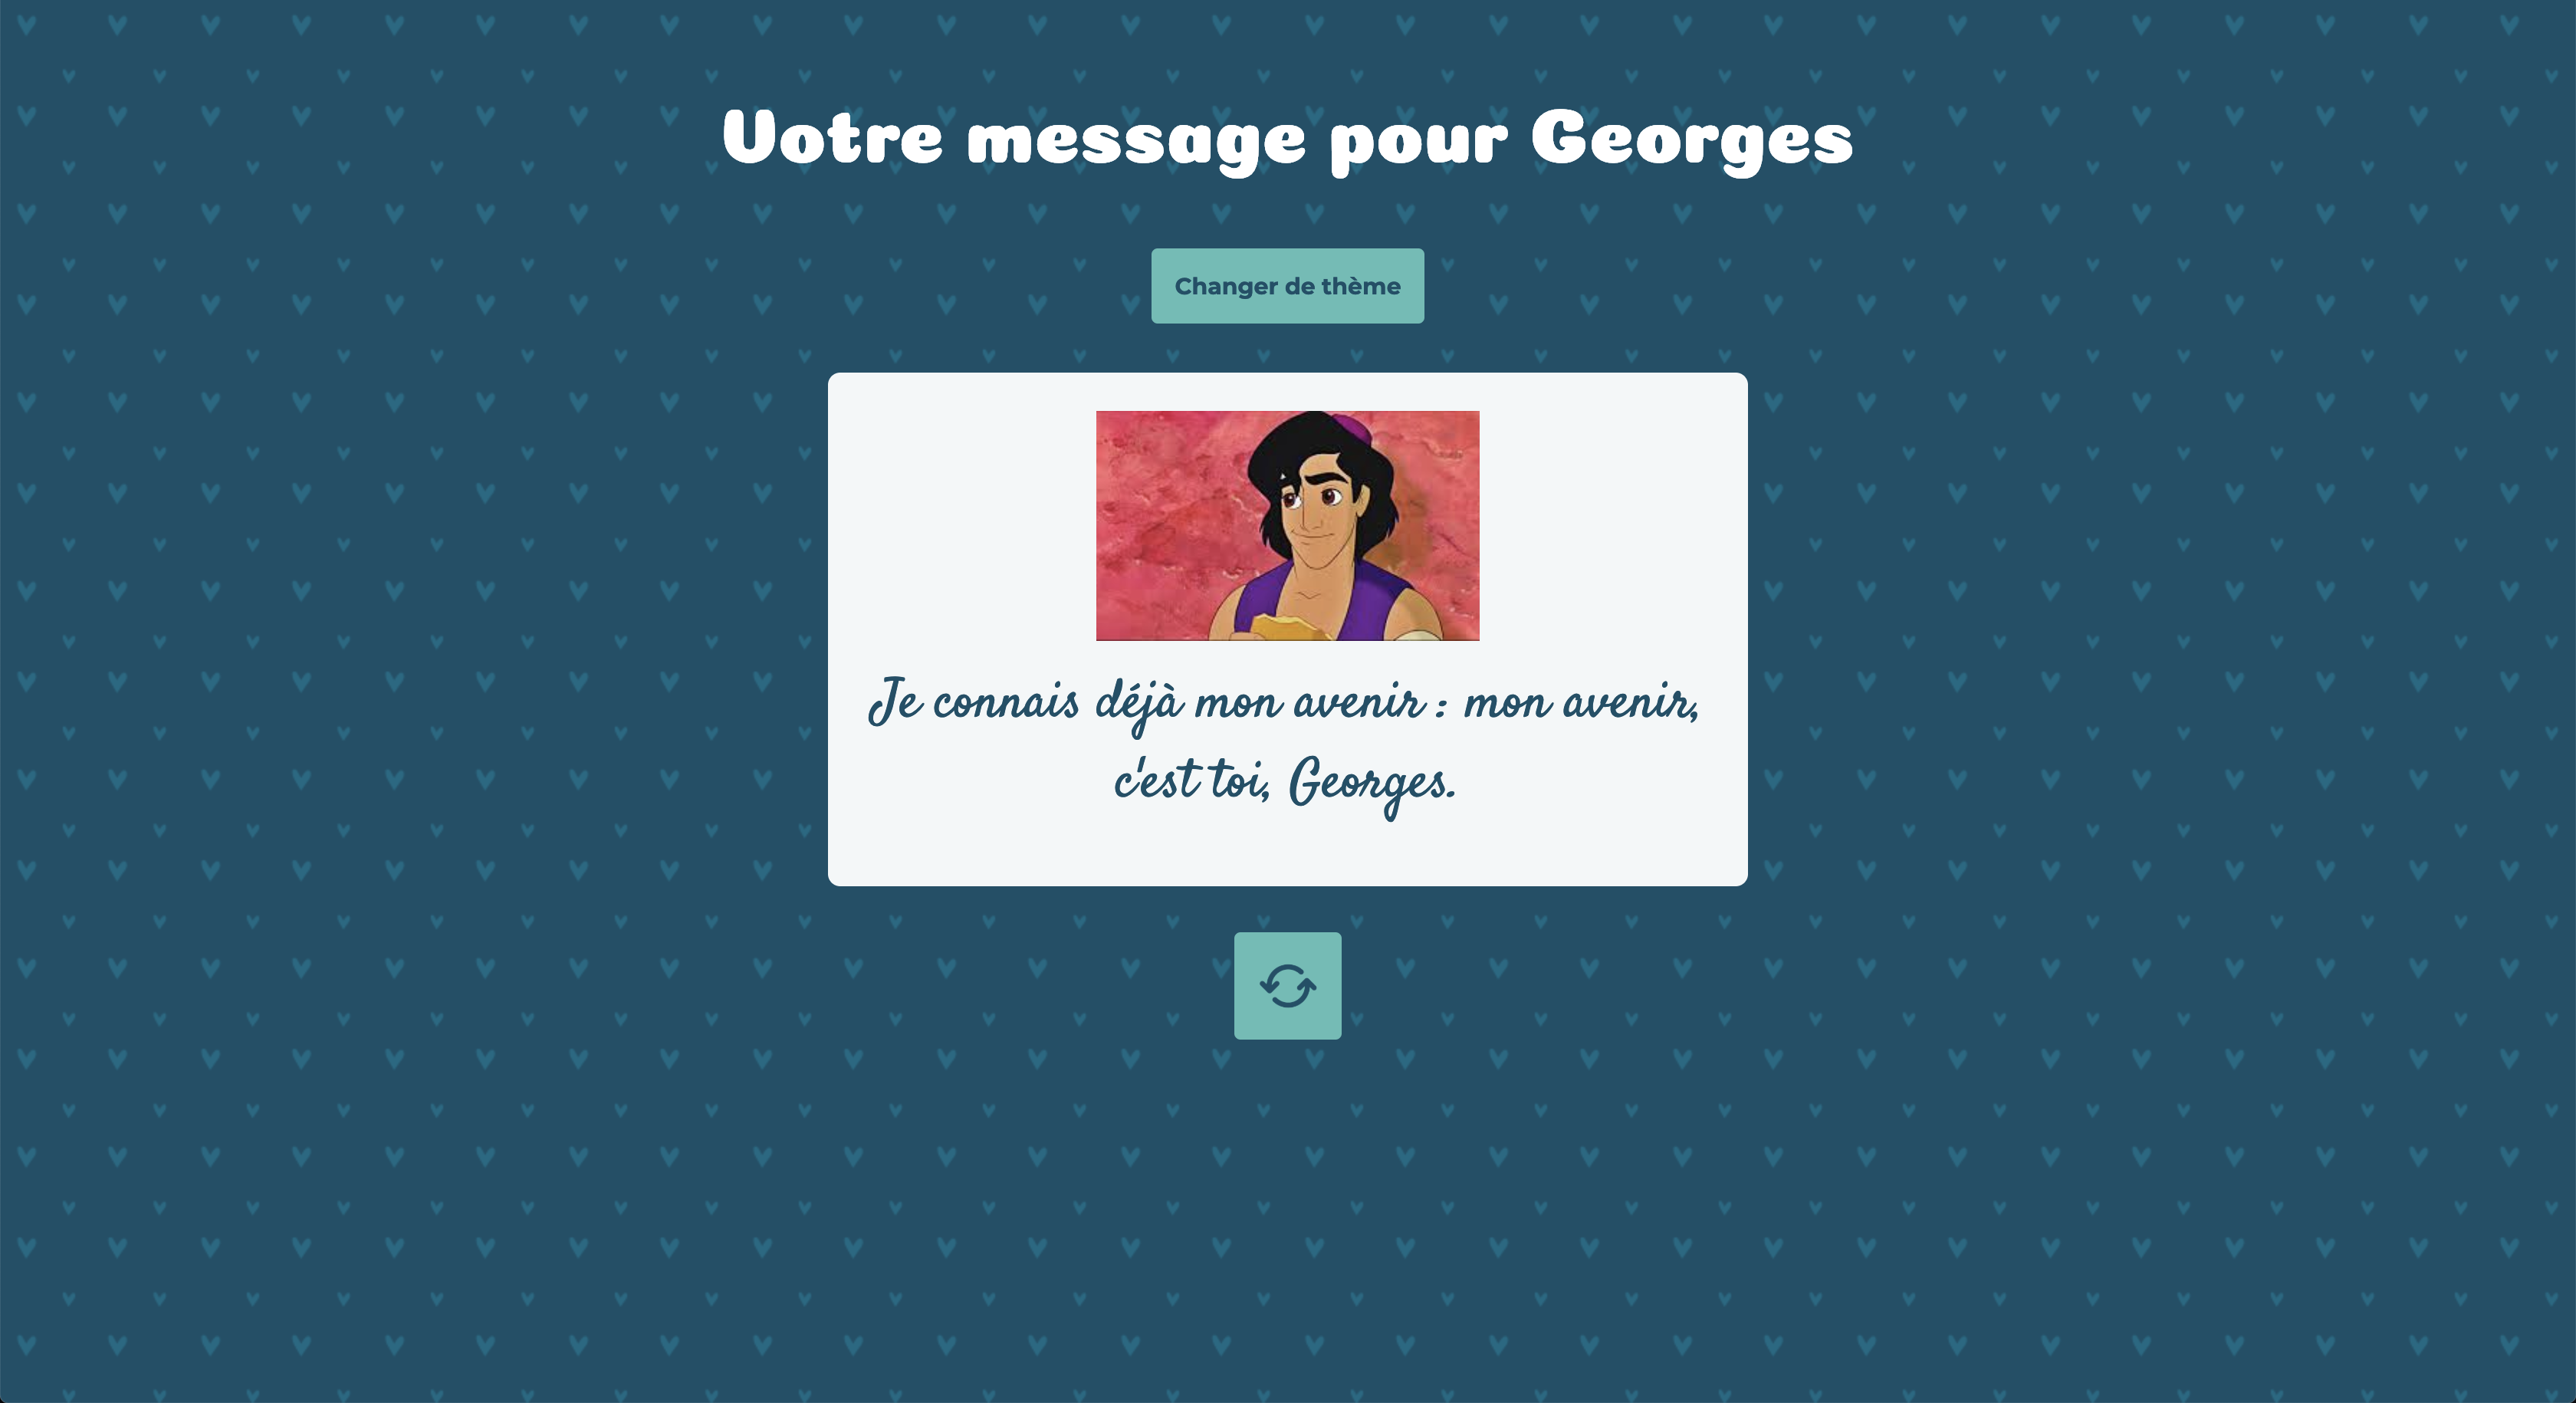 Votre message pour Georges
Changer de thème
Je connais déjà mon avenir : mon avenir,
c'est toi, Georges.